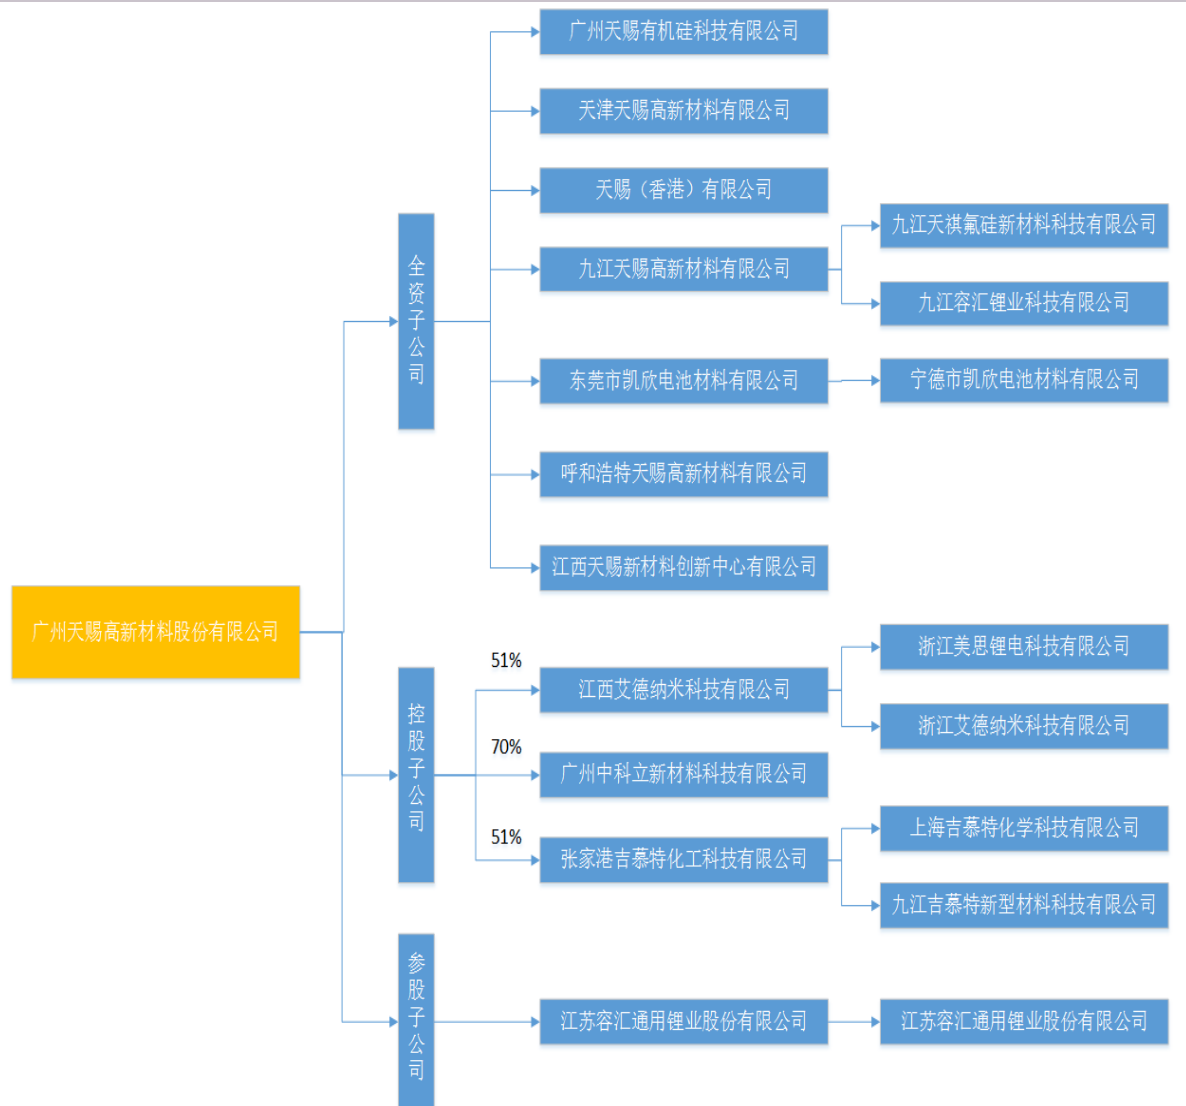 广州天赐高新材料股份有限公司
全资子公司
广州天赐有机硅科技有限公司
天津天赐高新材料有限公司
天赐（香港）有限公司
九江天赐高新材料有限公司
九江天祺氟硅新材料科技有限公司
九江容汇锂业科技有限公司
东莞市凯欣电池材料有限公司
宁德市凯欣电池材料有限公司
呼和浩特天赐高新材料有限公司
江西天赐新材料创新中心有限公司
控股子公司
51%
江西艾德纳米科技有限公司
浙江美思锂电科技有限公司
浙江艾德纳米科技有限公司
70%
广州中科立新材料科技有限公司
51%
张家港吉慕特化工科技有限公司
上海吉慕特化学科技有限公司
九江吉慕特新型材料科技有限公司
参股子公司
江苏容汇通用锂业股份有限公司
江苏容汇通用锂业股份有限公司